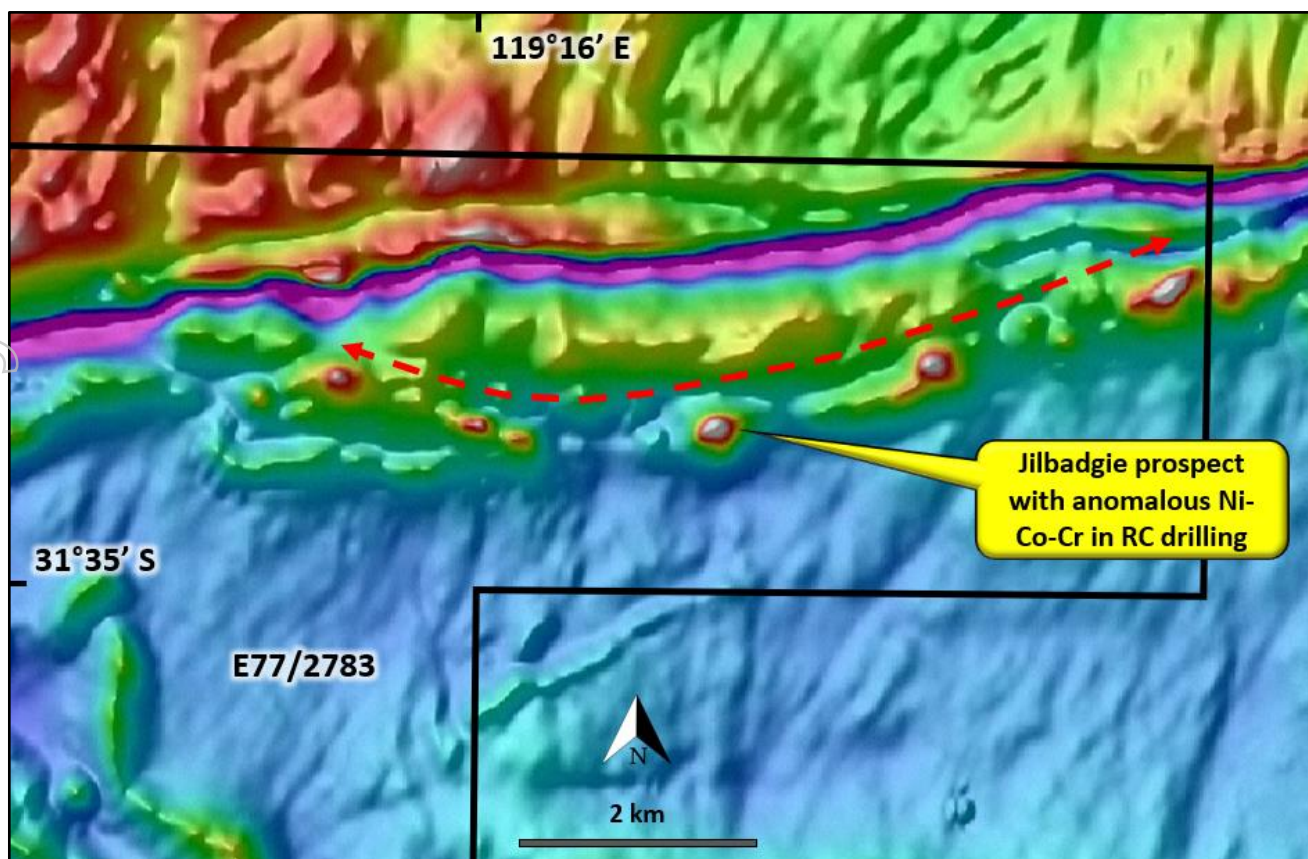 119°16’ E
Jilbadgie prospect
with anomalous Ni-
Co-Cr in RC drilling
31°35’ S
E77/2783
N
2 km